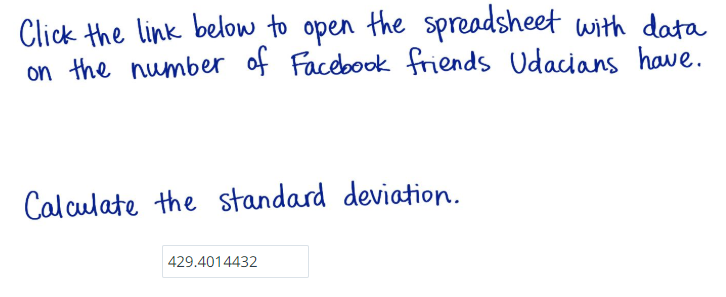 Click the link below to open the spreadsheet with data
on the number of Facebook friends Udacians have.
Calculate the standard deviation.
429.4014432